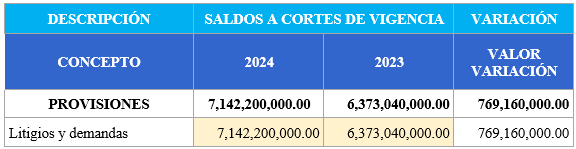 DESCRIPCIÓN SALDOS A CORTES DE VIGENCIA VARIACIÓN
CONCEPTO 2024 2023 VALOR VARIACIÓN
PROVISIONES 7,142,200,000.00 6,373,040,000.00 769,160,000.00
Litigios y demandas 7,142,200,000.00 6,373,040,000.00 769,160,000.00